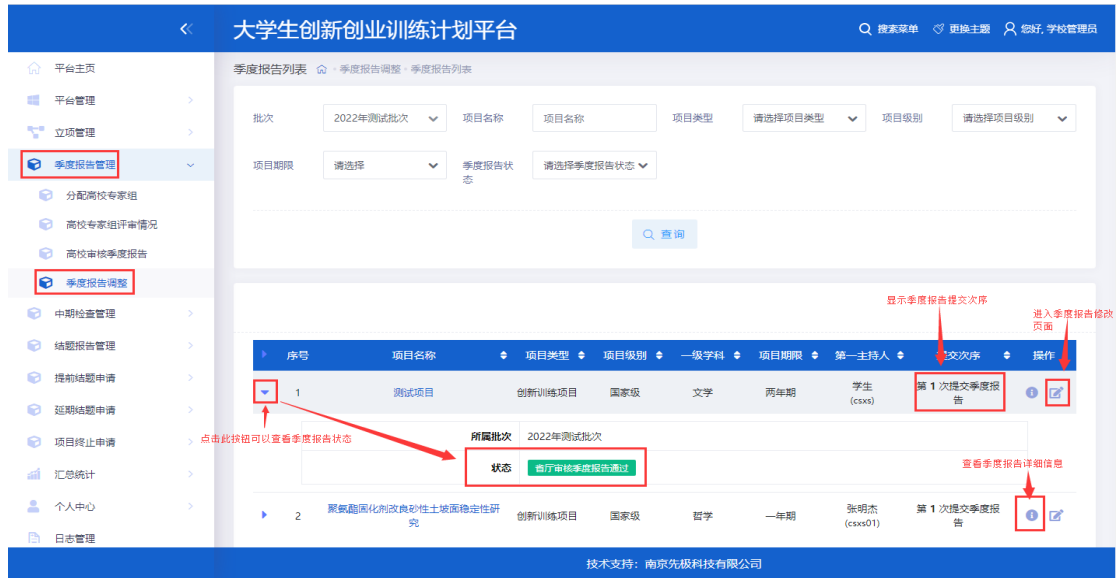 大学生创新创业训练计划平台
搜索菜单 更换主题 您好, 学校管理员
平台主页
平台管理
立项管理
季度报告管理
分配高校专家组
高校专家组评审情况
高校审核季度报告
季度报告调整
中期检查管理
结题报告管理
提前结题申请
延期结题申请
项目终止申请
汇总统计
个人中心
日志管理
季度报告列表 - 季度报告调整 - 季度报告列表
批次 2022年测试批次 项目名称 项目名称 项目类型 请选择项目类型 项目级别 请选择项目级别
项目期限 请选择 季度报告状态 请选择季度报告状态
查询
显示季度报告提交次序
进入季度报告修改
页面
序号 项目名称 项目类型 项目级别 一级学科 项目期限 第一主持人 提交次序 操作
1 测试项目 创新训练项目 国家级 文学 两年期 学生 (csxs) 第 1 次提交季度报告
点击此按钮可以查看季度报告状态
所属批次 2022年测试批次
状态 省厅审核季度报告通过
查看季度报告详细信息
2 聚氨酯固化剂改良砂性土坡面稳定性研究 创新训练项目 国家级 哲学 一年期 张明杰 (csxs01) 第 1 次提交季度报告
技术支持：南京先极科技有限公司